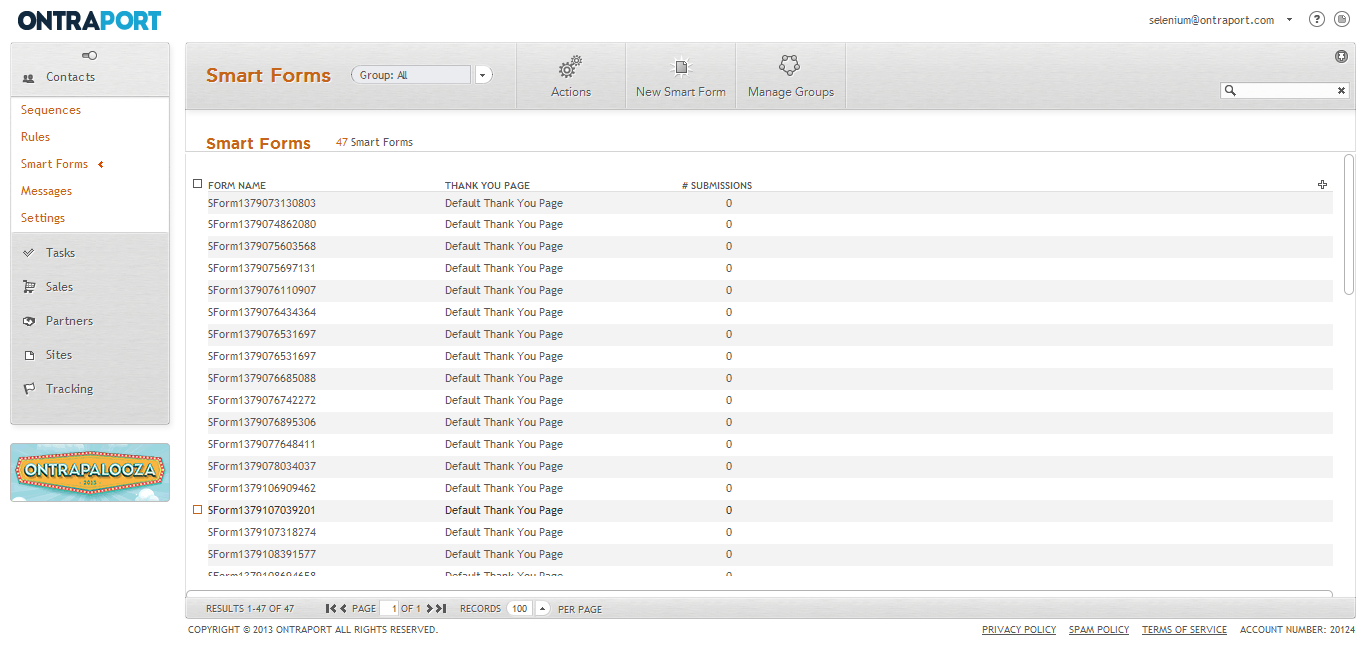 ONTRAPORT
selenium@ontraport.com
Contacts
Sequences
Rules
Smart Forms
Messages
Settings
Tasks
Sales
Partners
Sites
Tracking
ONTRAPALOOZA
Smart Forms
Group: All
Actions
New Smart Form
Manage Groups
Smart Forms 47 Smart Forms
FORM NAME THANK YOU PAGE # SUBMISSIONS
SForm1379073130803 Default Thank You Page 0
SForm1379074862080 Default Thank You Page 0
SForm1379075603568 Default Thank You Page 0
SForm1379075697131 Default Thank You Page 0
SForm1379076110907 Default Thank You Page 0
SForm1379076434364 Default Thank You Page 0
SForm1379076531697 Default Thank You Page 0
SForm1379076531697 Default Thank You Page 0
SForm1379076685088 Default Thank You Page 0
SForm1379076742272 Default Thank You Page 0
SForm1379076895306 Default Thank You Page 0
SForm1379077648411 Default Thank You Page 0
SForm1379078034037 Default Thank You Page 0
SForm1379106909462 Default Thank You Page 0
SForm1379107039201 Default Thank You Page 0
SForm1379107318274 Default Thank You Page 0
SForm1379108391577 Default Thank You Page 0
SForm1379108694658 Default Thank You Page 0
RESULTS 1-47 OF 47 PAGE 1 OF 1 RECORDS 100 PER PAGE
COPYRIGHT © 2013 ONTRAPORT ALL RIGHTS RESERVED. PRIVACY POLICY SPAM POLICY TERMS OF SERVICE ACCOUNT NUMBER: 20124